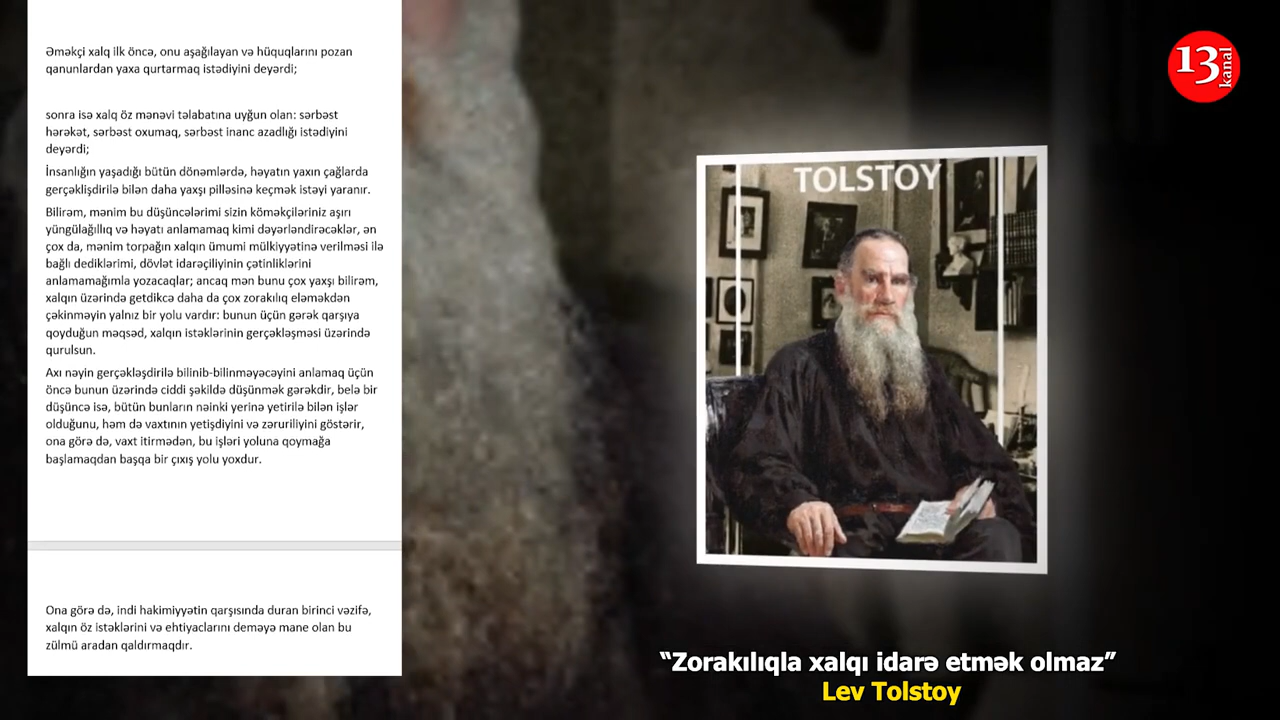 Əməkçi xalq ilk öncə, onu aşağılayan və hüquqlarını pozan
qanunlardan yaxa qurtarmaq istədiyini deyərdi;
sonra isə xalq öz mənəvi təlabatına uyğun olan: sərbəst
hərəkət, sərbəst oxumaq, sərbəst inanc azadlığı istədiyini
deyərdi;
İnsanlığın yaşadığı bütün dönəmlərdə, həyatın yaxın çağlarda
gerçəklişdirilə bilən daha yaxşı pilləsinə keçmək istəyi yaranır.
Bilirəm, mənim bu düşüncələrimi sizin köməkçiləriniz aşırı
yüngülağıllıq və həyatı anlamamaq kimi dəyərləndirəcəklər, ən
çox da, mənim torpağın xalqın ümumi mülkiyyətinə verilməsi ilə
bağlı dediklərimi, dövlət idarəçiliyinin çətinliklərini
anlamamağımla yozacaqlar; ancaq mən bunu çox yaxşı bilirəm,
xalqın üzərində getdikcə daha da çox zorakılıq eləməkdən
çəkinməyin yalnız bir yolu vardır: bunun üçün gərək qarşıya
qoyduğun məqsəd, xalqın istəklərinin gerçəkləşməsi üzərində
qurulsun.
Axı nəyin gerçəkləşdirilə bilinib-bilinməyəcəyini anlamaq üçün
öncə bunun üzərində ciddi şəkildə düşünmək gərəkdir, belə bir
düşüncə isə, bütün bunların nəinki yerinə yetirilə bilən işlər
olduğunu, həm də vaxtının yetişdiyini və zəruriliyini göstərir,
ona görə də, vaxt itirmədən, bu işləri yoluna qoymağa
başlamaqdan başqa bir çıxış yolu yoxdur.
Ona görə də, indi hakimiyyətin qarşısında duran birinci vəzifə,
xalqın öz istəklərini və ehtiyaclarını deməyə mane olan bu
zülmü aradan qaldırmaqdır.
13 kanal
TOLSTOY
“Zorakılıqla xalqı idarə etmək olmaz”
Lev Tolstoy